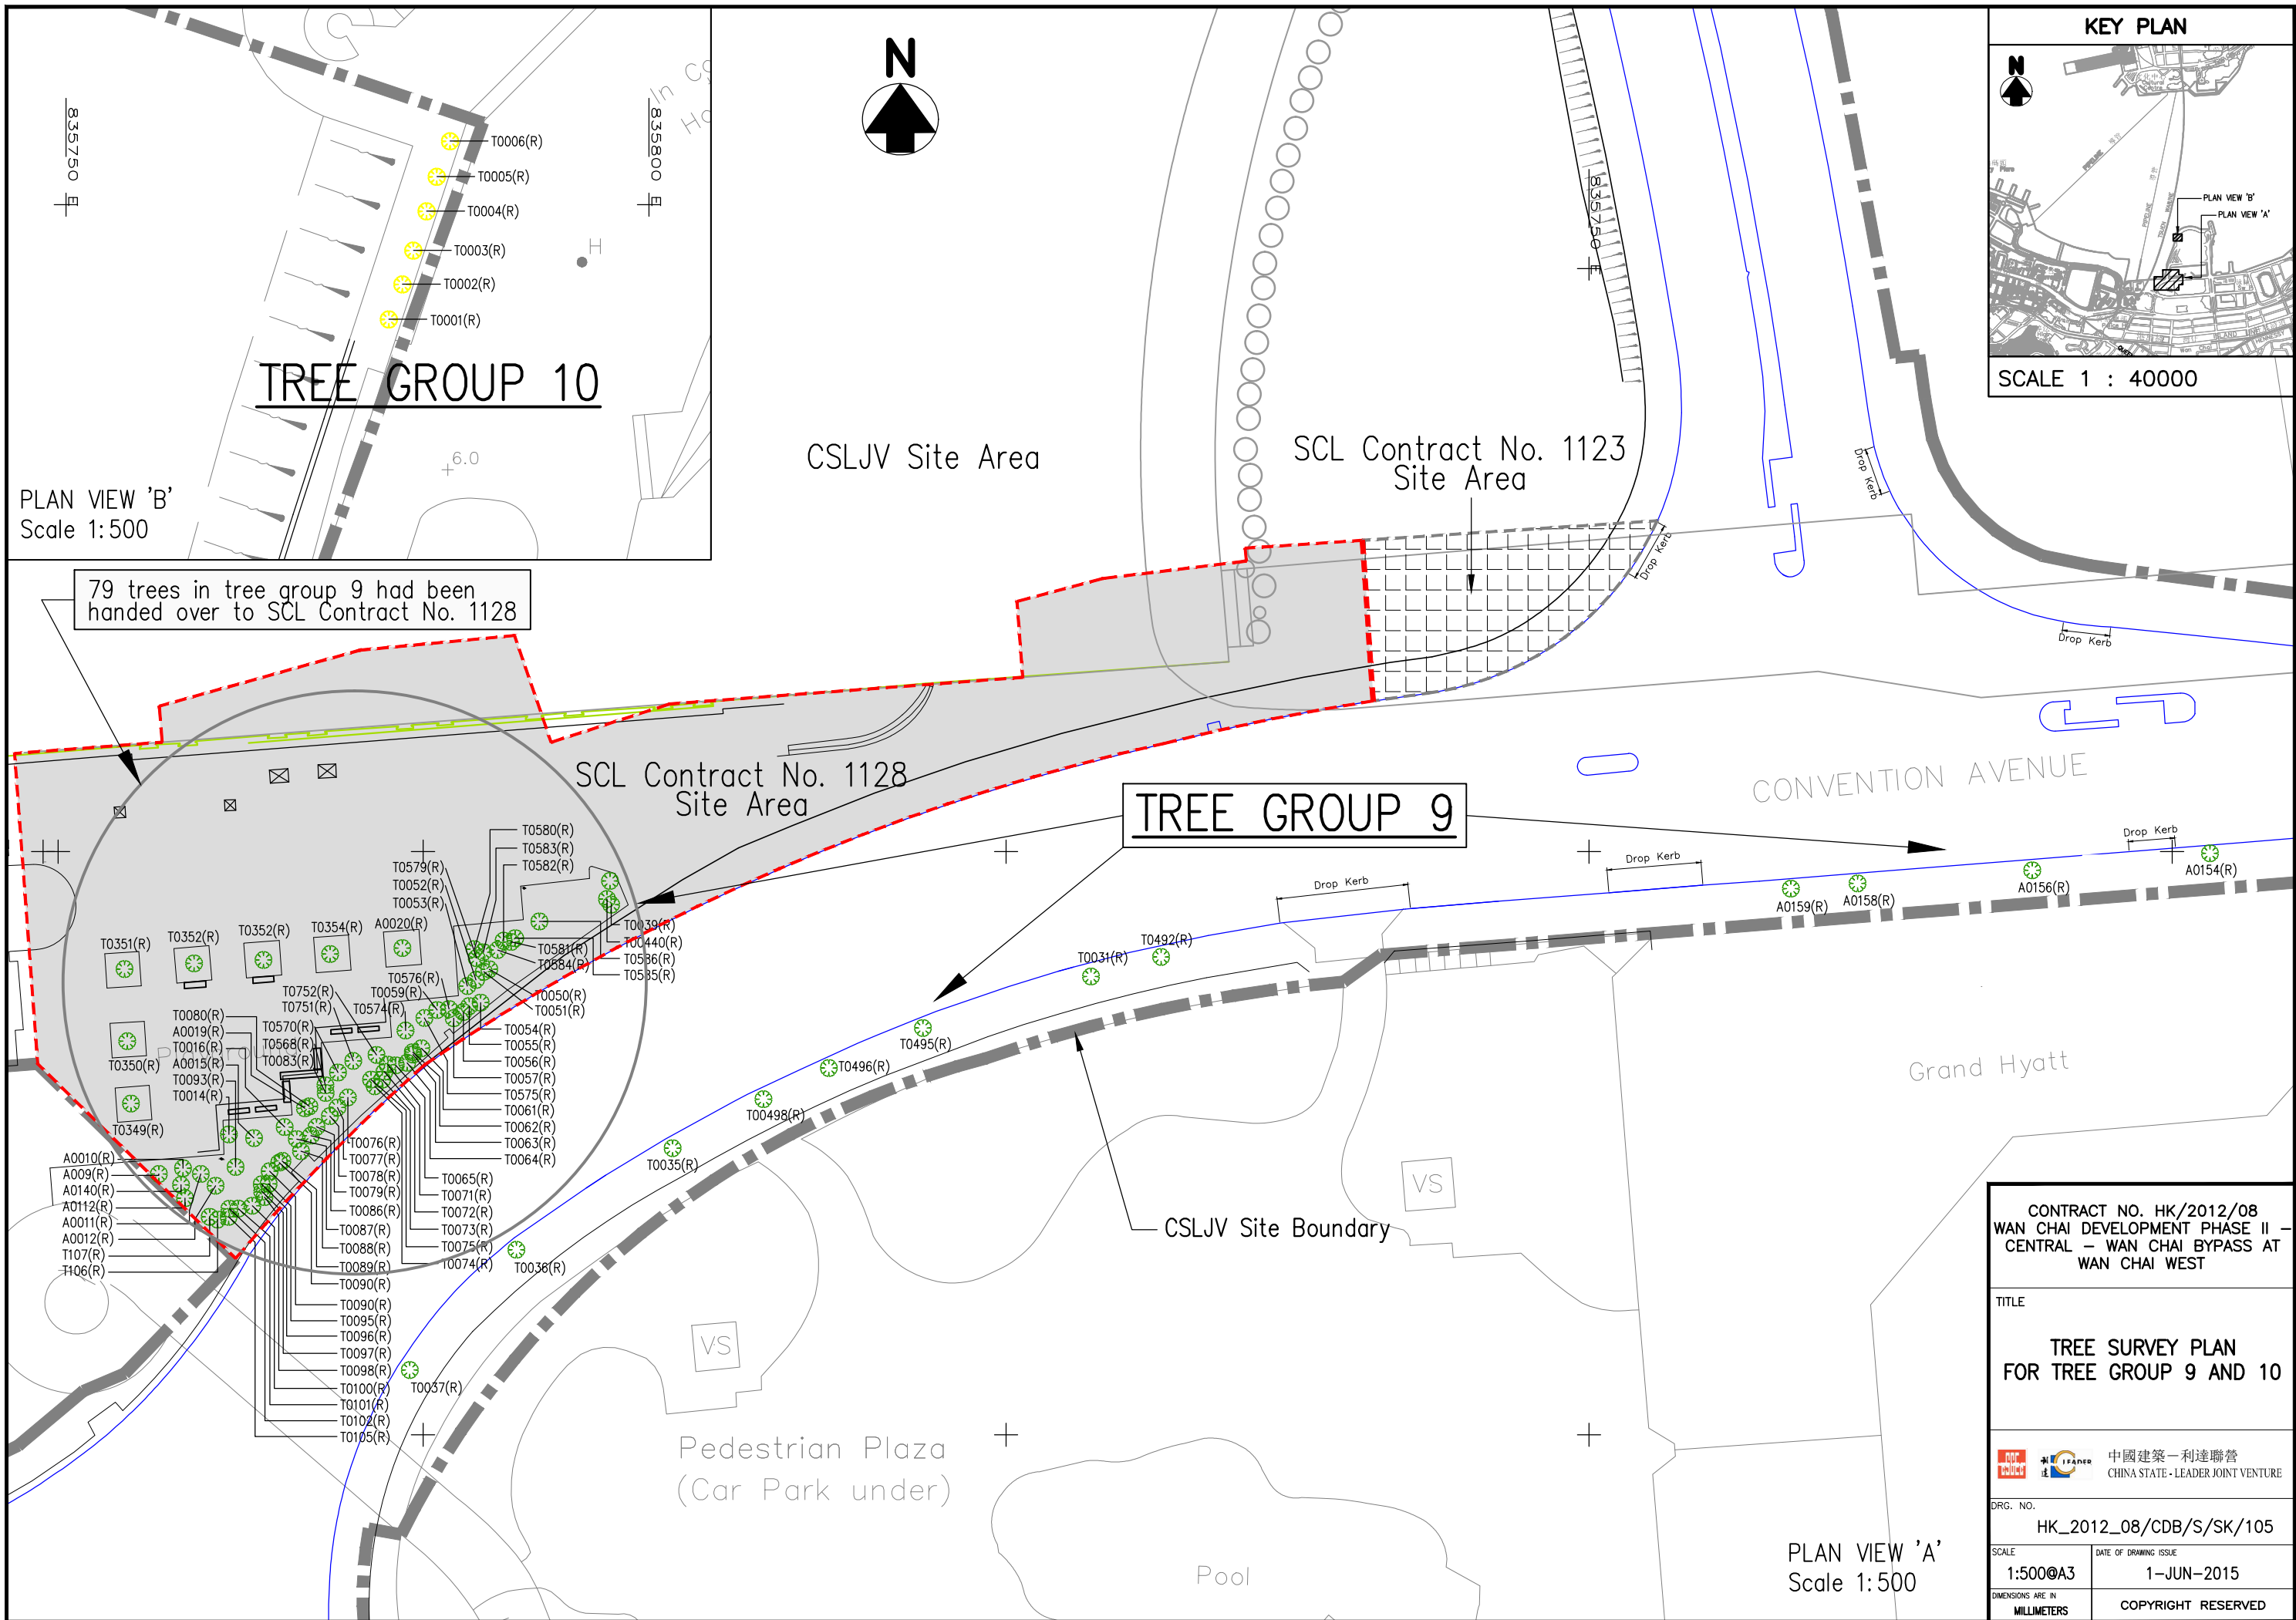 835750 E
835800 E
In
T0006(R)
T0005(R)
T0004(R)
T0003(R)
T0002(R)
T0001(R)
H
TREE GROUP 10
6.0
PLAN VIEW 'B'
Scale 1:500
N
835750 E
CSLJV Site Area
SCL Contract No. 1123
Site Area
Drop Kerb
Drop Kerb
Drop Kerb
KEY PLAN
N
PIPELINE
PIPELINE
PLAN VIEW 'B'
PLAN VIEW 'A'
SCALE 1 : 40000
79 trees in tree group 9 had been
handed over to SCL Contract No. 1128
SCL Contract No. 1128
Site Area
TREE GROUP 9
CONVENTION AVENUE
Drop Kerb
Drop Kerb
Drop Kerb
A0159(R)
A0158(R)
A0156(R)
A0154(R)
T0580(R)
T0583(R)
T0582(R)
T0579(R)
T0052(R)
T0053(R)
T0351(R)
T0352(R)
T0352(R)
T0354(R)
A0020(R)
T0039(R)
T00440(R)
T0586(R)
T0585(R)
T0581(R)
T0584(R)
T0576(R)
T0059(R)
T0574(R)
T0752(R)
T0751(R)
T0050(R)
T0051(R)
T0080(R)
A0019(R)
T0016(R)
A0015(R)
T0093(R)
T0014(R)
T0570(R)
T0568(R)
T0083(R)
T0350(R)
T0349(R)
T0054(R)
T0055(R)
T0056(R)
T0057(R)
T0575(R)
T0061(R)
T0062(R)
T0063(R)
T0064(R)
A0010(R)
A009(R)
A0140(R)
A0112(R)
A0011(R)
A0012(R)
T107(R)
T106(R)
T0076(R)
T0077(R)
T0078(R)
T0079(R)
T0086(R)
T0087(R)
T0088(R)
T0089(R)
T0090(R)
T0065(R)
T0071(R)
T0072(R)
T0073(R)
T0075(R)
T0074(R)
T0090(R)
T0095(R)
T0096(R)
T0097(R)
T0098(R)
T0100(R)
T0101(R)
T0102(R)
T0105(R)
T0492(R)
T0031(R)
T0495(R)
T0496(R)
T00498(R)
T0035(R)
T0036(R)
T0037(R)
CSLJV Site Boundary
VS
VS
Grand Hyatt
Pedestrian Plaza
(Car Park under)
Pool
PLAN VIEW 'A'
Scale 1:500
CONTRACT NO. HK/2012/08
WAN CHAI DEVELOPMENT PHASE II –
CENTRAL – WAN CHAI BYPASS AT
WAN CHAI WEST
TITLE
TREE SURVEY PLAN
FOR TREE GROUP 9 AND 10
LEADER
中國建築－利達聯營
CHINA STATE - LEADER JOINT VENTURE
DRG. NO.
HK_2012_08/CDB/S/SK/105
SCALE
1:500@A3
DATE OF DRAWING ISSUE
1-JUN-2015
DIMENSIONS ARE IN
MILLIMETERS
COPYRIGHT RESERVED